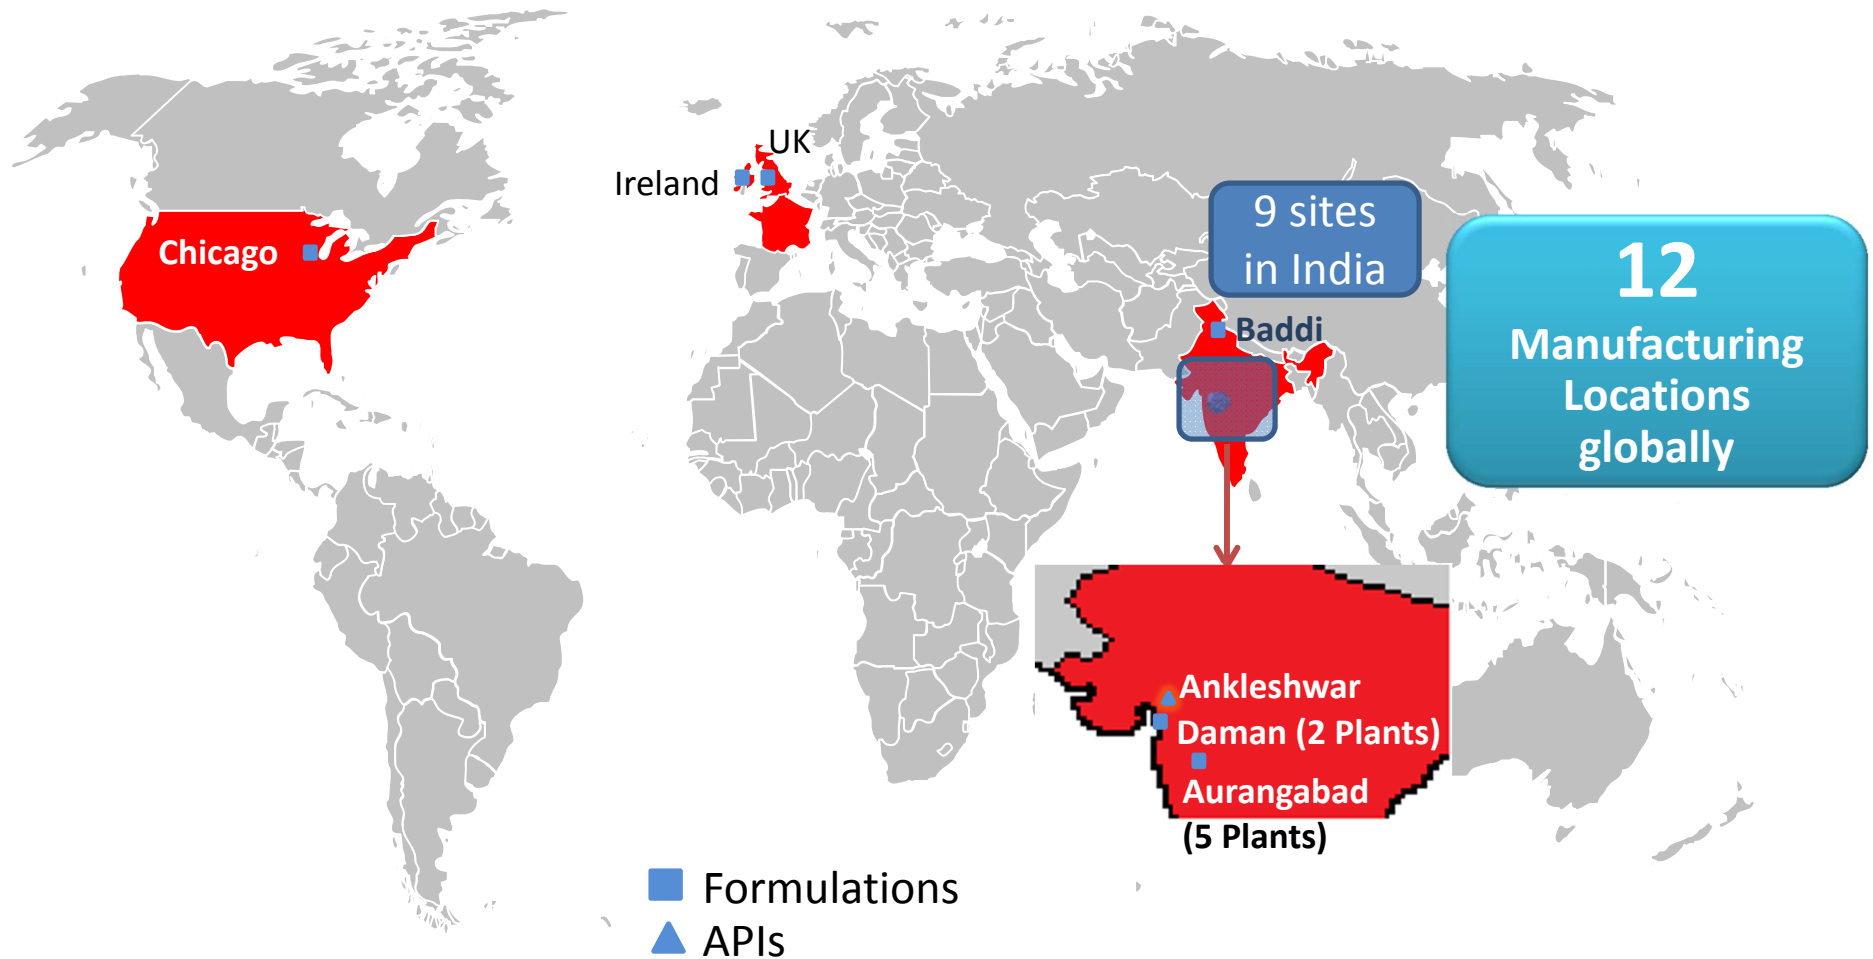 UK
Ireland
Chicago
9 sites
in India
12
Manufacturing
Locations
globally
Baddi
Ankleshwar
Daman (2 Plants)
Aurangabad
(5 Plants)
Formulations
APIs